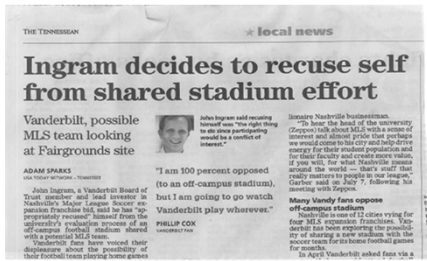 THE TENNESSEAN
★ local news
Ingram decides to recuse self
from shared stadium effort
Vanderbilt, possible
MLS team looking
at Fairgrounds site
ADAM SPARKS
USA TODAY NETWORK - TENNESSEE
John Ingram, a Vanderbilt Board of
Trust member and lead investor in
Nashville's Major League Soccer ex-
pansion franchise bid, said he has "ap-
propriately recused" himself from the
university's evaluation process of an
off-campus football stadium shared
with a potential MLS team.
Vanderbilt fans have voiced their
displeasure about the possibility of
their football team playing home games
John Ingram said recusing
himself was "the right thing
to do since participating
would be a conflict of
interest."
"I am 100 percent opposed
(to an off-campus stadium),
but I am going to go watch
Vanderbilt play wherever."
PHILLIP COX
VANDERBILT FAN
lionaire Nashville businessman.
"To hear the head of the university
(Zeppos) talk about MLS with a sense of
interest and almost pride that perhaps
we would come to his city and help drive
energy for their student population and
for their faculty and create more value,
if you will, for what Nashville means
around the world — that's stuff that
really matters to people in our league,"
Garber said on July 7, following his
meeting with Zeppos.
Many Vandy fans oppose
off-campus stadium
Nashville is one of 12 cities vying for
four MLS expansion franchises. Van-
derbilt has been exploring the possibil-
ity of sharing a new stadium with the
soccer team for its home football games
for months.
In April Vanderbilt asked fans in a